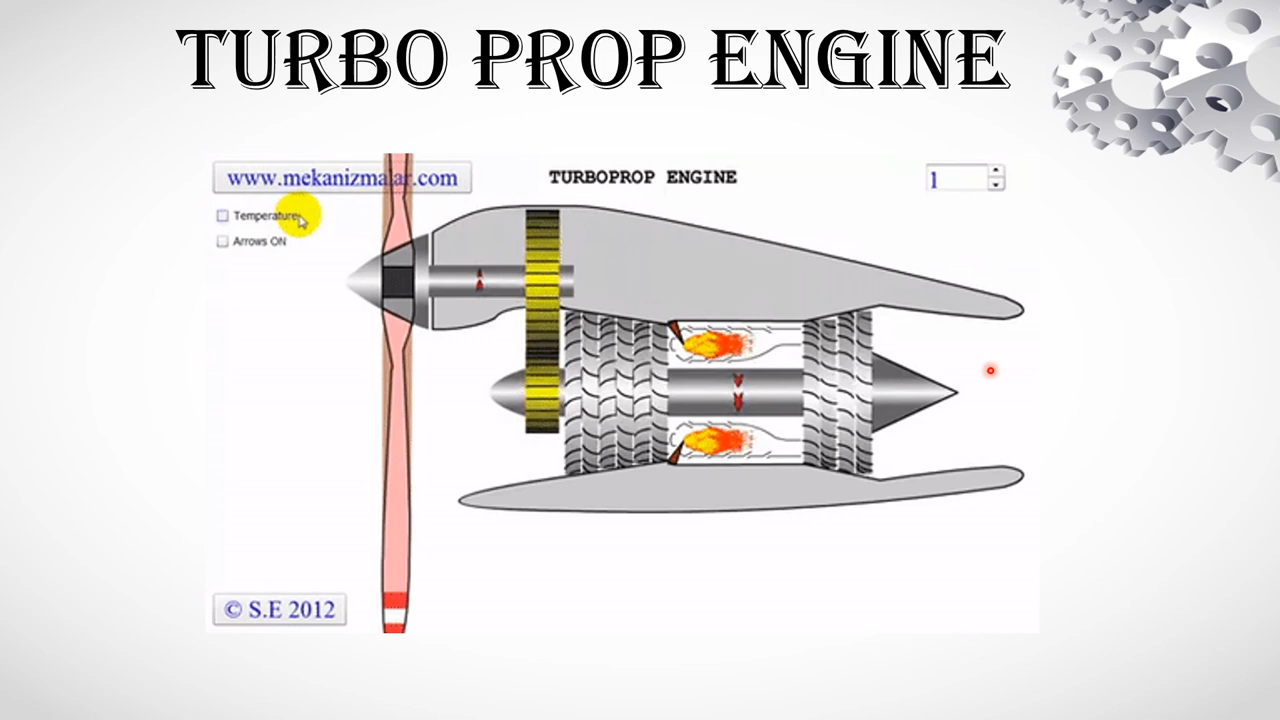 TURBO PROP ENGINE
www.mekanizmalar.com
TURBOPROP ENGINE
1
Temperature
Arrows ON
© S.E 2012